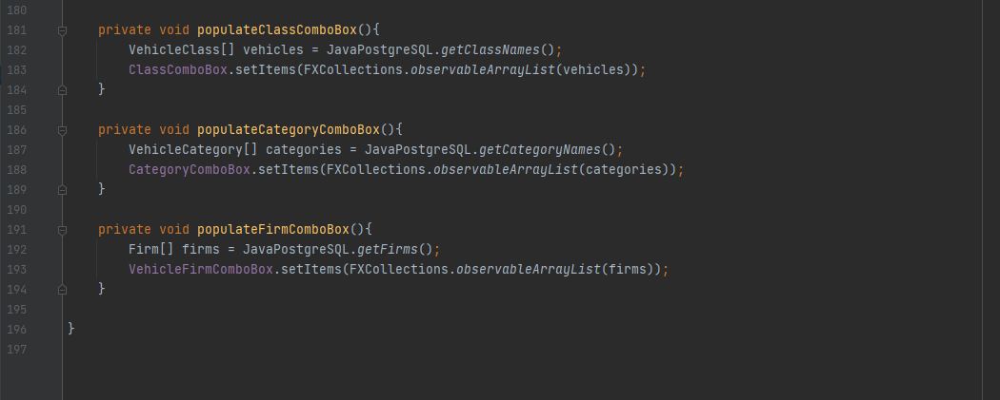 180
181 private void populateClassComboBox(){
182 VehicleClass[] vehicles = JavaPostgreSQL.getClassNames();
183 ClassComboBox.setItems(FXCollections.observableArrayList(vehicles));
184 }
185
186 private void populateCategoryComboBox(){
187 VehicleCategory[] categories = JavaPostgreSQL.getCategoryNames();
188 CategoryComboBox.setItems(FXCollections.observableArrayList(categories));
189 }
190
191 private void populateFirmComboBox(){
192 Firm[] firms = JavaPostgreSQL.getFirms();
193 VehicleFirmComboBox.setItems(FXCollections.observableArrayList(firms));
194 }
195
196 }
197